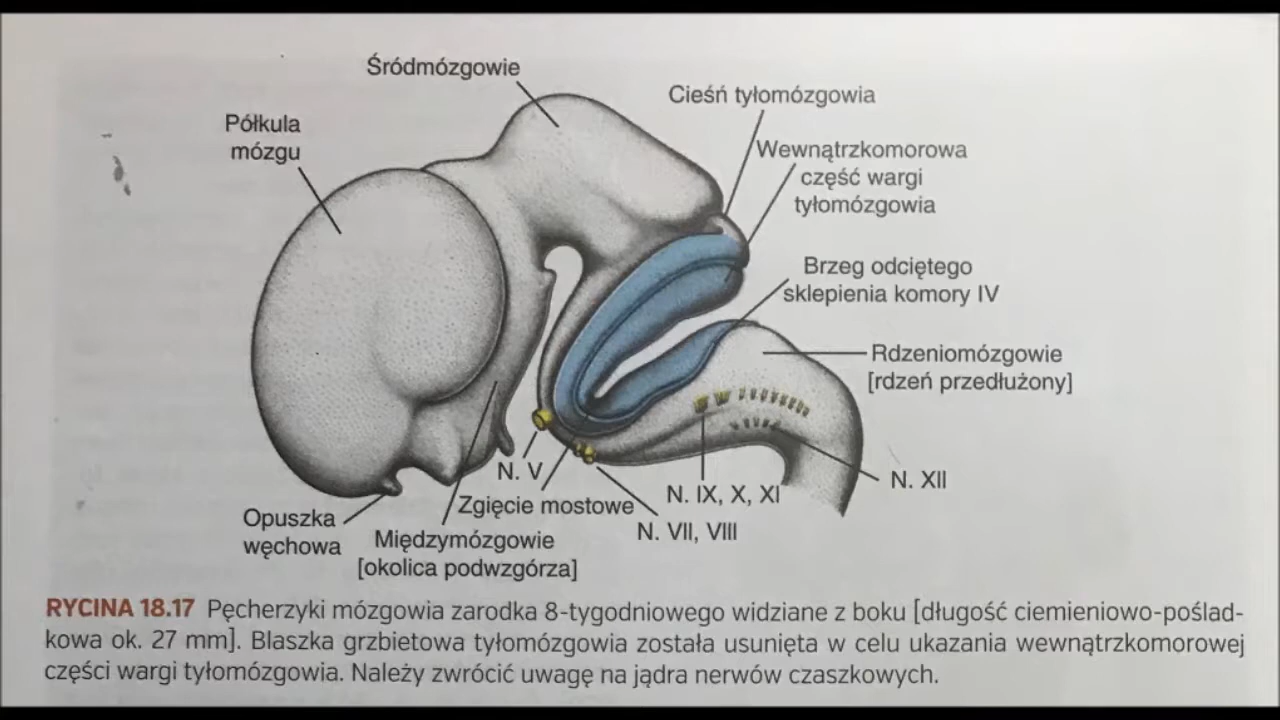 Śródmózgowie
Cieśń tyłomózgowia
Półkula
mózgu
Wewnątrzkomorowa
część wargi
tyłomózgowia
Brzeg odciętego
sklepienia komory IV
Rdzeniomózgowie
[rdzeń przedłużony]
N. V
N. XII
N. IX, X, XI
Zgięcie mostowe
Opuszka
węchowa
N. VII, VIII
Międzymózgowie
[okolica podwzgórza]
RYCINA 18.17 Pęcherzyki mózgowia zarodka 8-tygodniowego widziane z boku [długość ciemieniowo-poślad-
kowa ok. 27 mm]. Blaszka grzbietowa tyłomózgowia została usunięta w celu ukazania wewnątrzkomorowej
części wargi tyłomózgowia. Należy zwrócić uwagę na jądra nerwów czaszkowych.